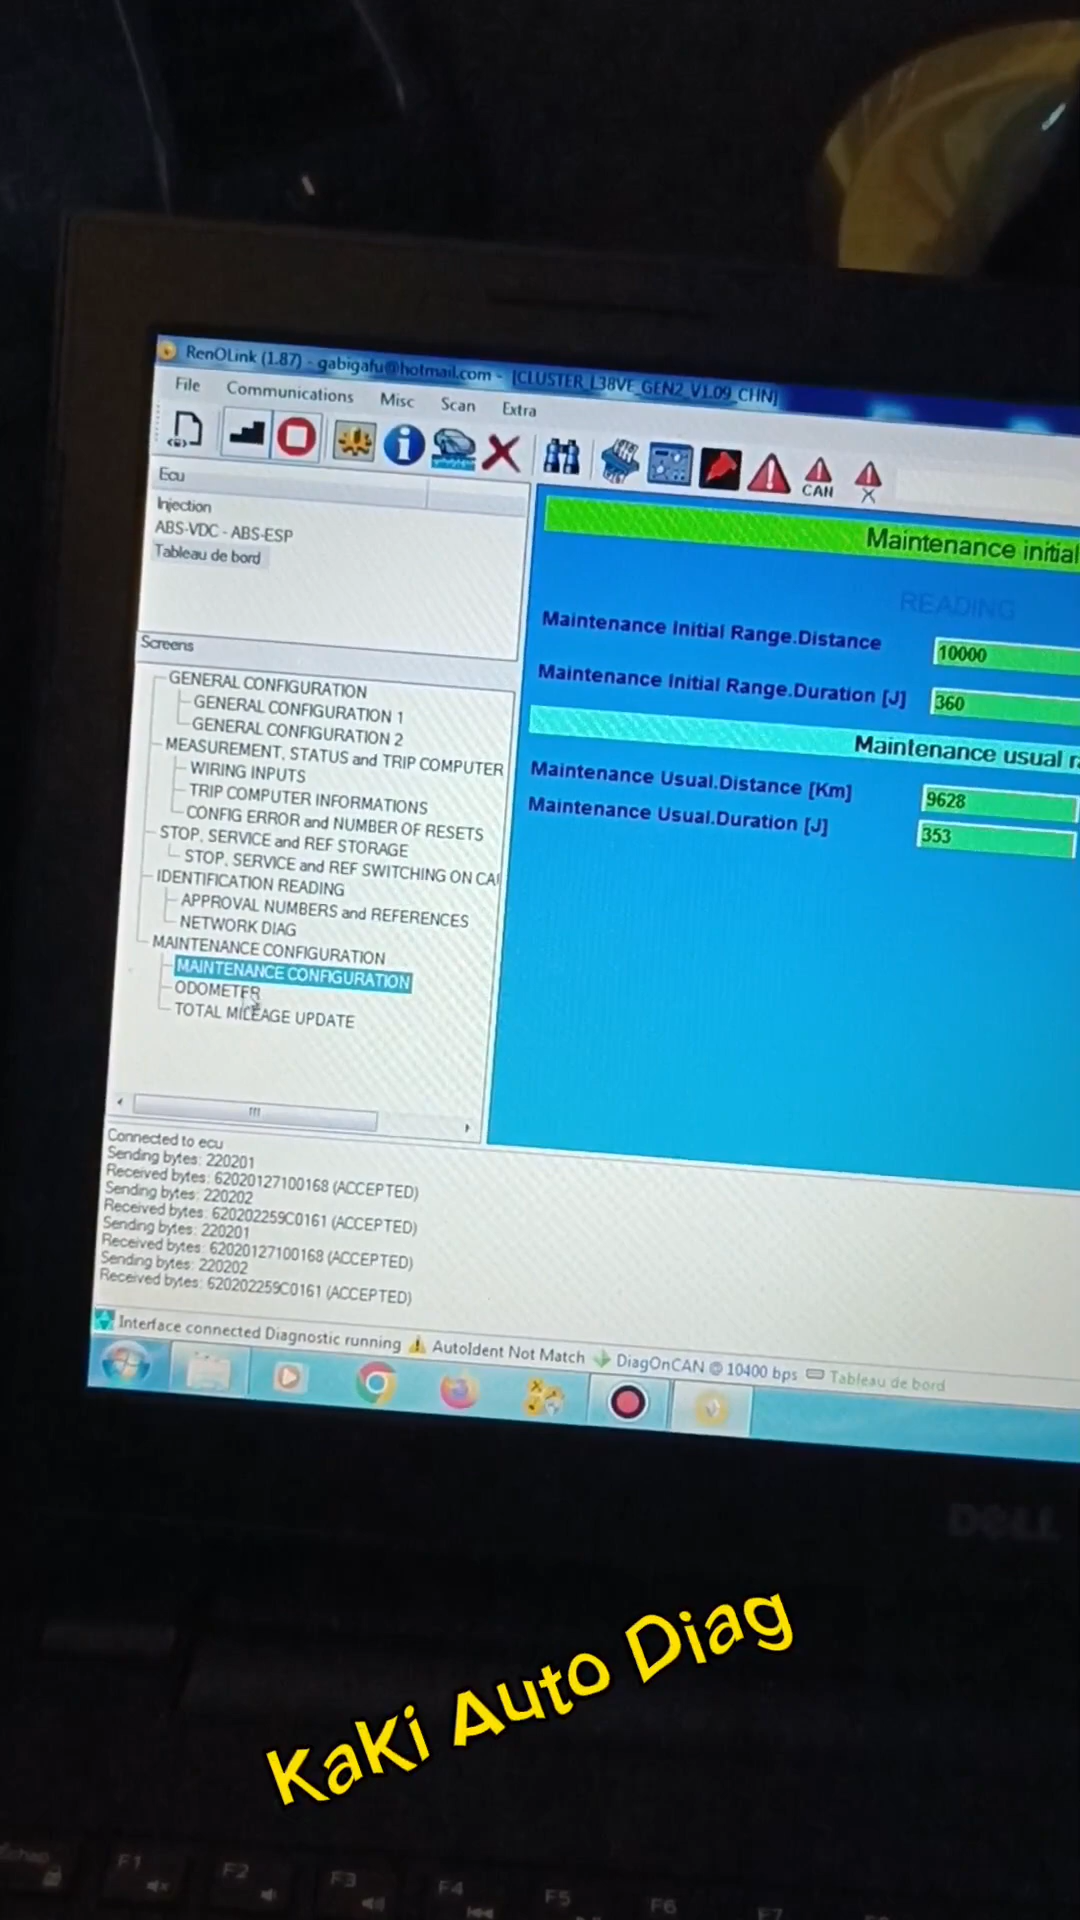 RenOLink (1.87) - gabigafu@hotmail.com - [CLUSTER_L38VE_GEN2_V1.09_CHN]
File Communications Misc Scan Extra
CAN
Ecu
Injection
ABS-VDC - ABS-ESP
Tableau de bord
Screens
GENERAL CONFIGURATION
GENERAL CONFIGURATION 1
GENERAL CONFIGURATION 2
MEASUREMENT, STATUS and TRIP COMPUTER
WIRING INPUTS
TRIP COMPUTER INFORMATIONS
CONFIG ERROR and NUMBER OF RESETS
STOP, SERVICE and REF STORAGE
STOP, SERVICE and REF SWITCHING ON CA
IDENTIFICATION READING
APPROVAL NUMBERS and REFERENCES
NETWORK DIAG
MAINTENANCE CONFIGURATION
MAINTENANCE CONFIGURATION
ODOMETER
TOTAL MILEAGE UPDATE
Maintenance initial
READING
Maintenance Initial Range.Distance 10000
Maintenance Initial Range.Duration [J] 360
Maintenance usual ra
Maintenance Usual.Distance [Km] 9628
Maintenance Usual.Duration [J] 353
Connected to ecu
Sending bytes: 220201
Received bytes: 62020127100168 (ACCEPTED)
Sending bytes: 220202
Received bytes: 620202259C0161 (ACCEPTED)
Sending bytes: 220201
Received bytes: 62020127100168 (ACCEPTED)
Sending bytes: 220202
Received bytes: 620202259C0161 (ACCEPTED)
Interface connected Diagnostic running AutoIdent Not Match DiagOnCAN @ 10400 bps Tableau de bord
DELL
KaKi Auto Diag
F1 F2 F3 F4 F5 F6 F7